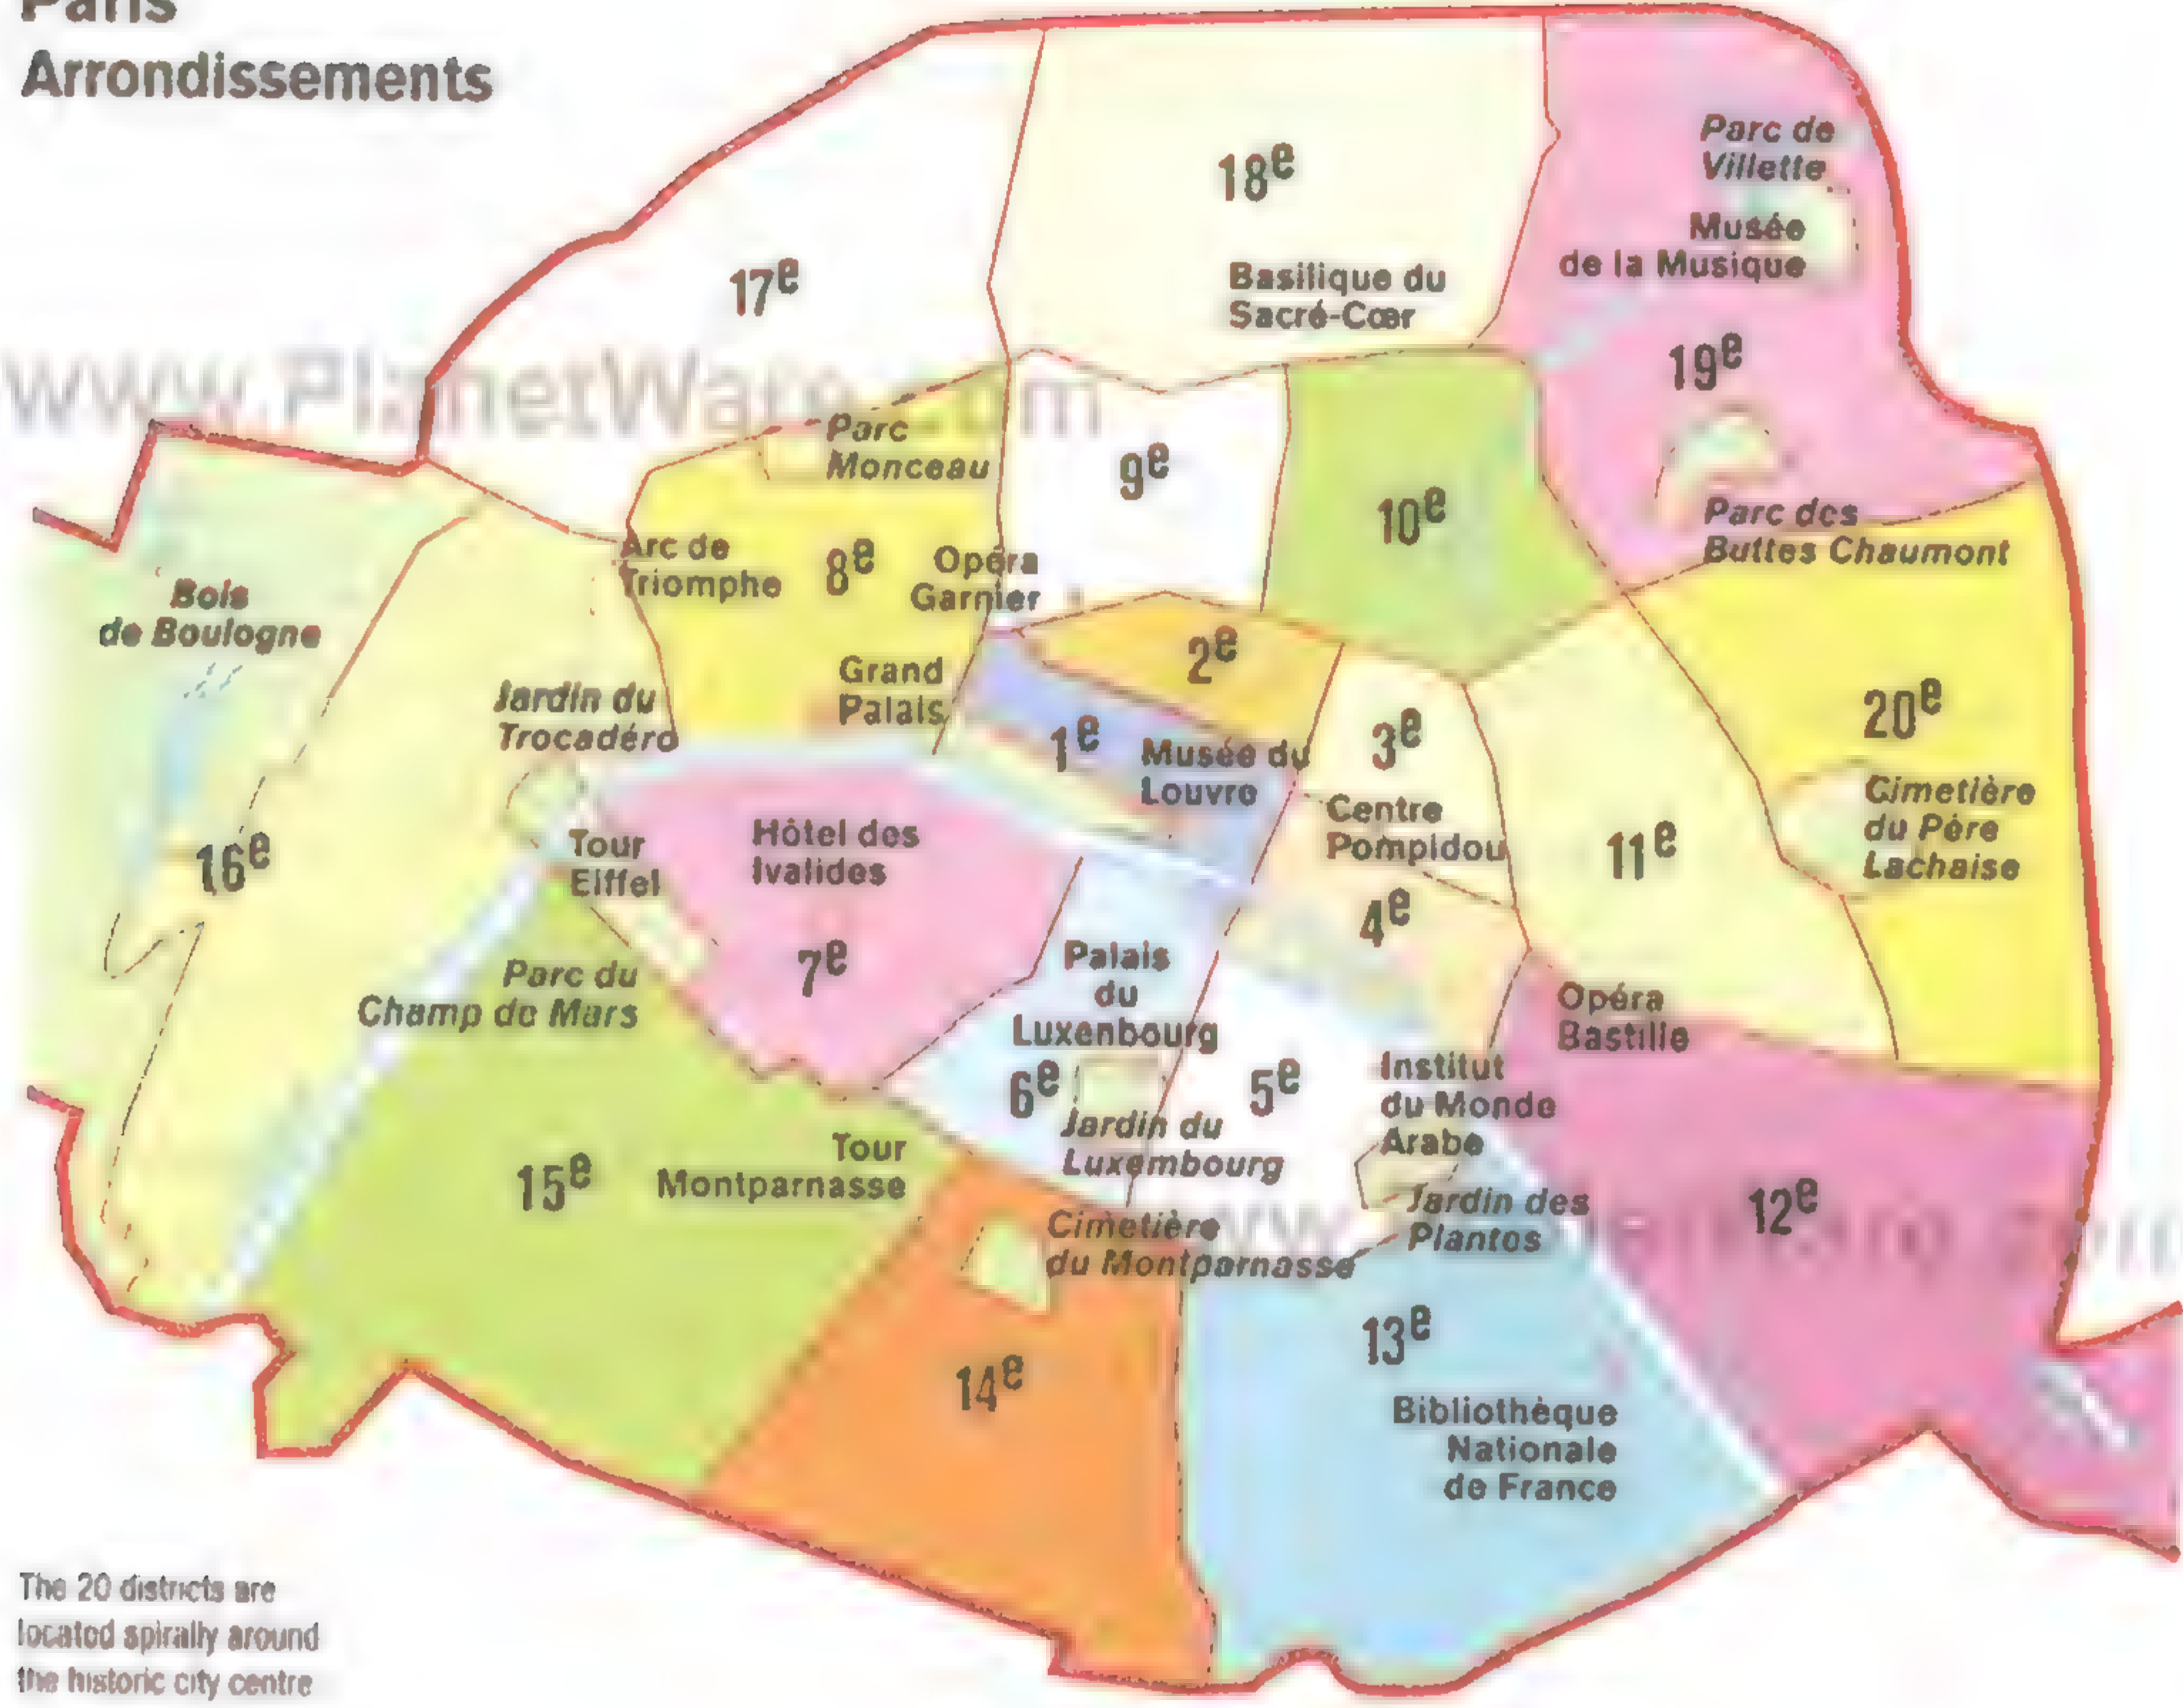 Paris
Arrondissements
18e
Parc de
Villette
Musée
de la Musique
17e
Basilique du
Sacré-Cœr
19e
www.PlanetWare.com
Parc
Monceau
9e
10e
Parc des
Buttes Chaumont
Arc de
Triomphe
8e
Opéra
Garnier
Bois
de Boulogne
2e
Grand
Palais
Jardin du
Trocadéro
20e
1e
Musée du
Louvre
3e
Cimetière
du Père
Lachaise
Centre
Pompidou
11e
16e
Tour
Eiffel
Hôtel des
Ivalides
4e
7e
Palais
du
Luxenbourg
Parc du
Champ de Mars
Opéra
Bastille
6e
5e
Institut
du Monde
Arabe
Jardin du
Luxembourg
15e
Tour
Montparnasse
Jardin des
Plantos
12e
Cimetière
du Montparnasse
13e
14e
Bibliothèque
Nationale
de France
The 20 districts are
located spirally around
the historic city centre